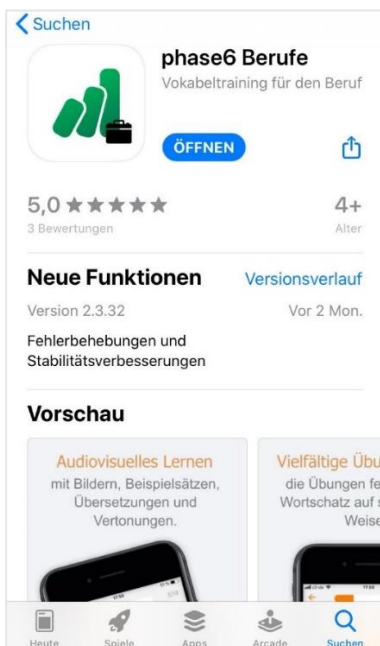 Suchen
phase6 Berufe
Vokabeltraining für den Beruf
ÖFFNEN
5,0 ★★★★★
4+
3 Bewertungen
Alter
Neue Funktionen
Versionsverlauf
Version 2.3.32
Vor 2 Mon.
Fehlerbehebungen und
Stabilitätsverbesserungen
Vorschau
Audiovisuelles Lernen
mit Bildern, Beispielsätzen,
Übersetzungen und
Vertonungen.
Vielfältige Übu
die Übungen fe
Wortschatz auf s
Weise
Heute
Spiele
Apps
Arcade
Suchen